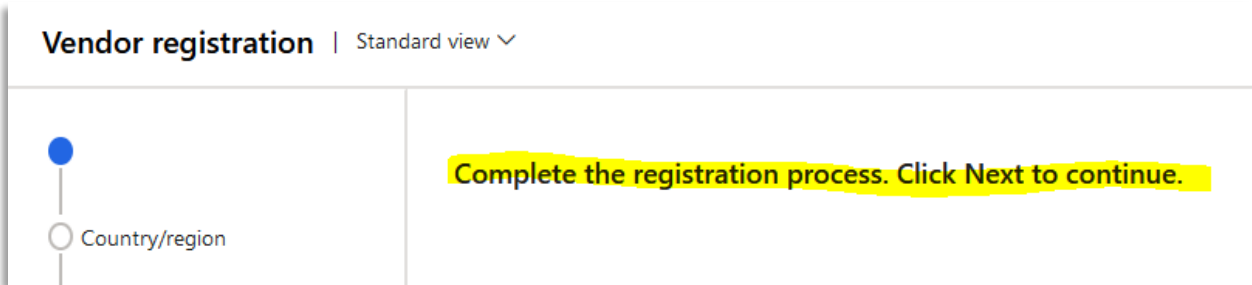 Vendor registration | Standard view
Complete the registration process. Click Next to continue.
Country/region